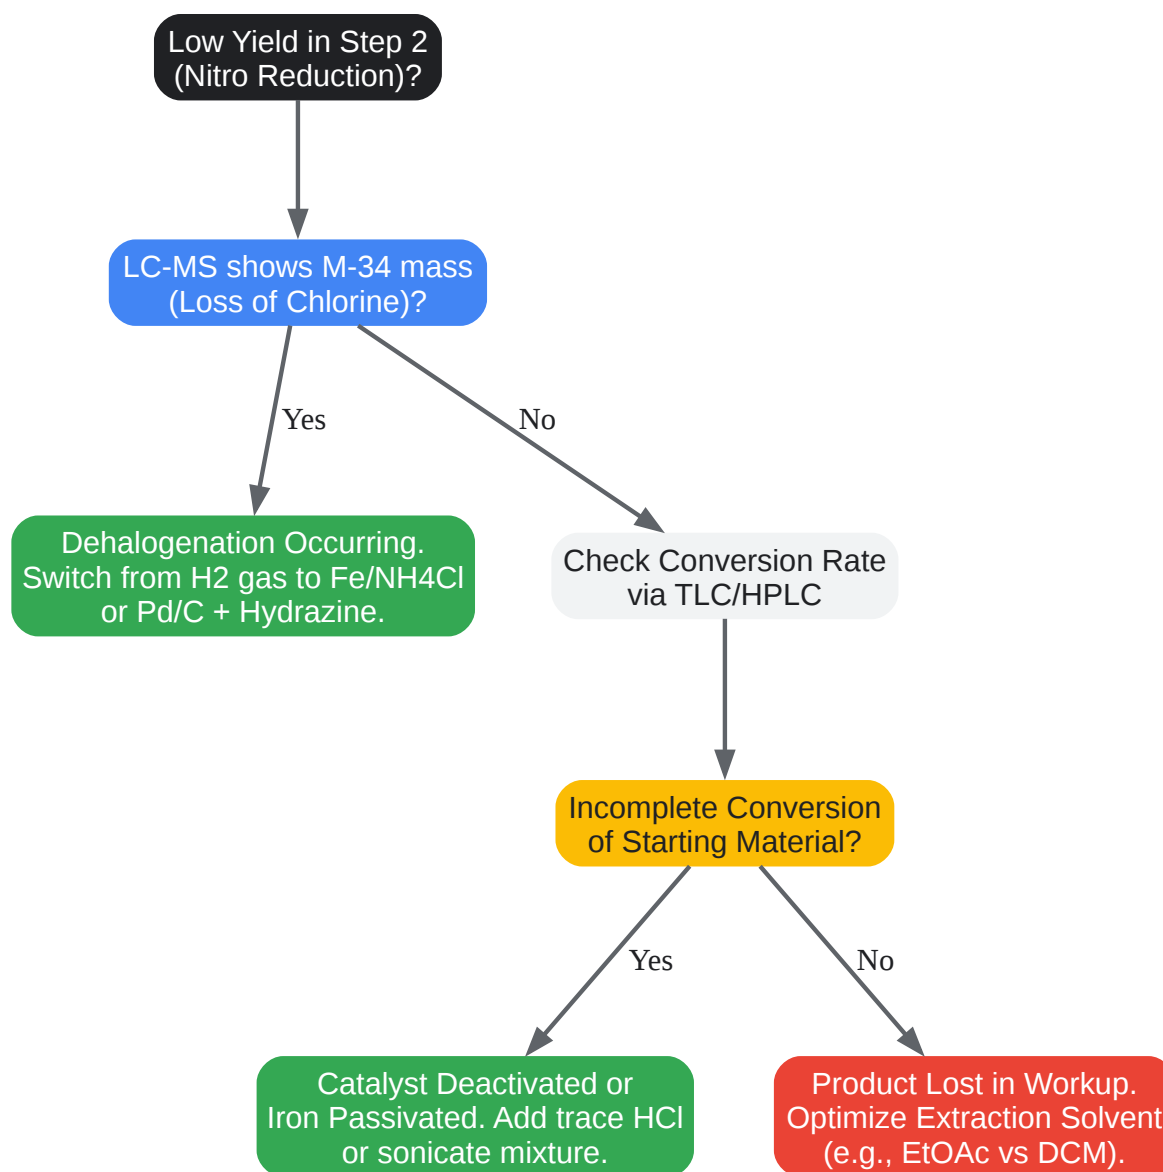 Low Yield in Step 2
(Nitro Reduction)?
LC-MS shows M-34 mass
(Loss of Chlorine)?
Yes
No
Dehalogenation Occurring.
Switch from H2 gas to Fe/NH4Cl
or Pd/C + Hydrazine.
Check Conversion Rate
via TLC/HPLC
Incomplete Conversion
of Starting Material?
Yes
No
Catalyst Deactivated or
Iron Passivated. Add trace HCl
or sonicate mixture.
Product Lost in Workup.
Optimize Extraction Solvent
(e.g., EtOAc vs DCM).